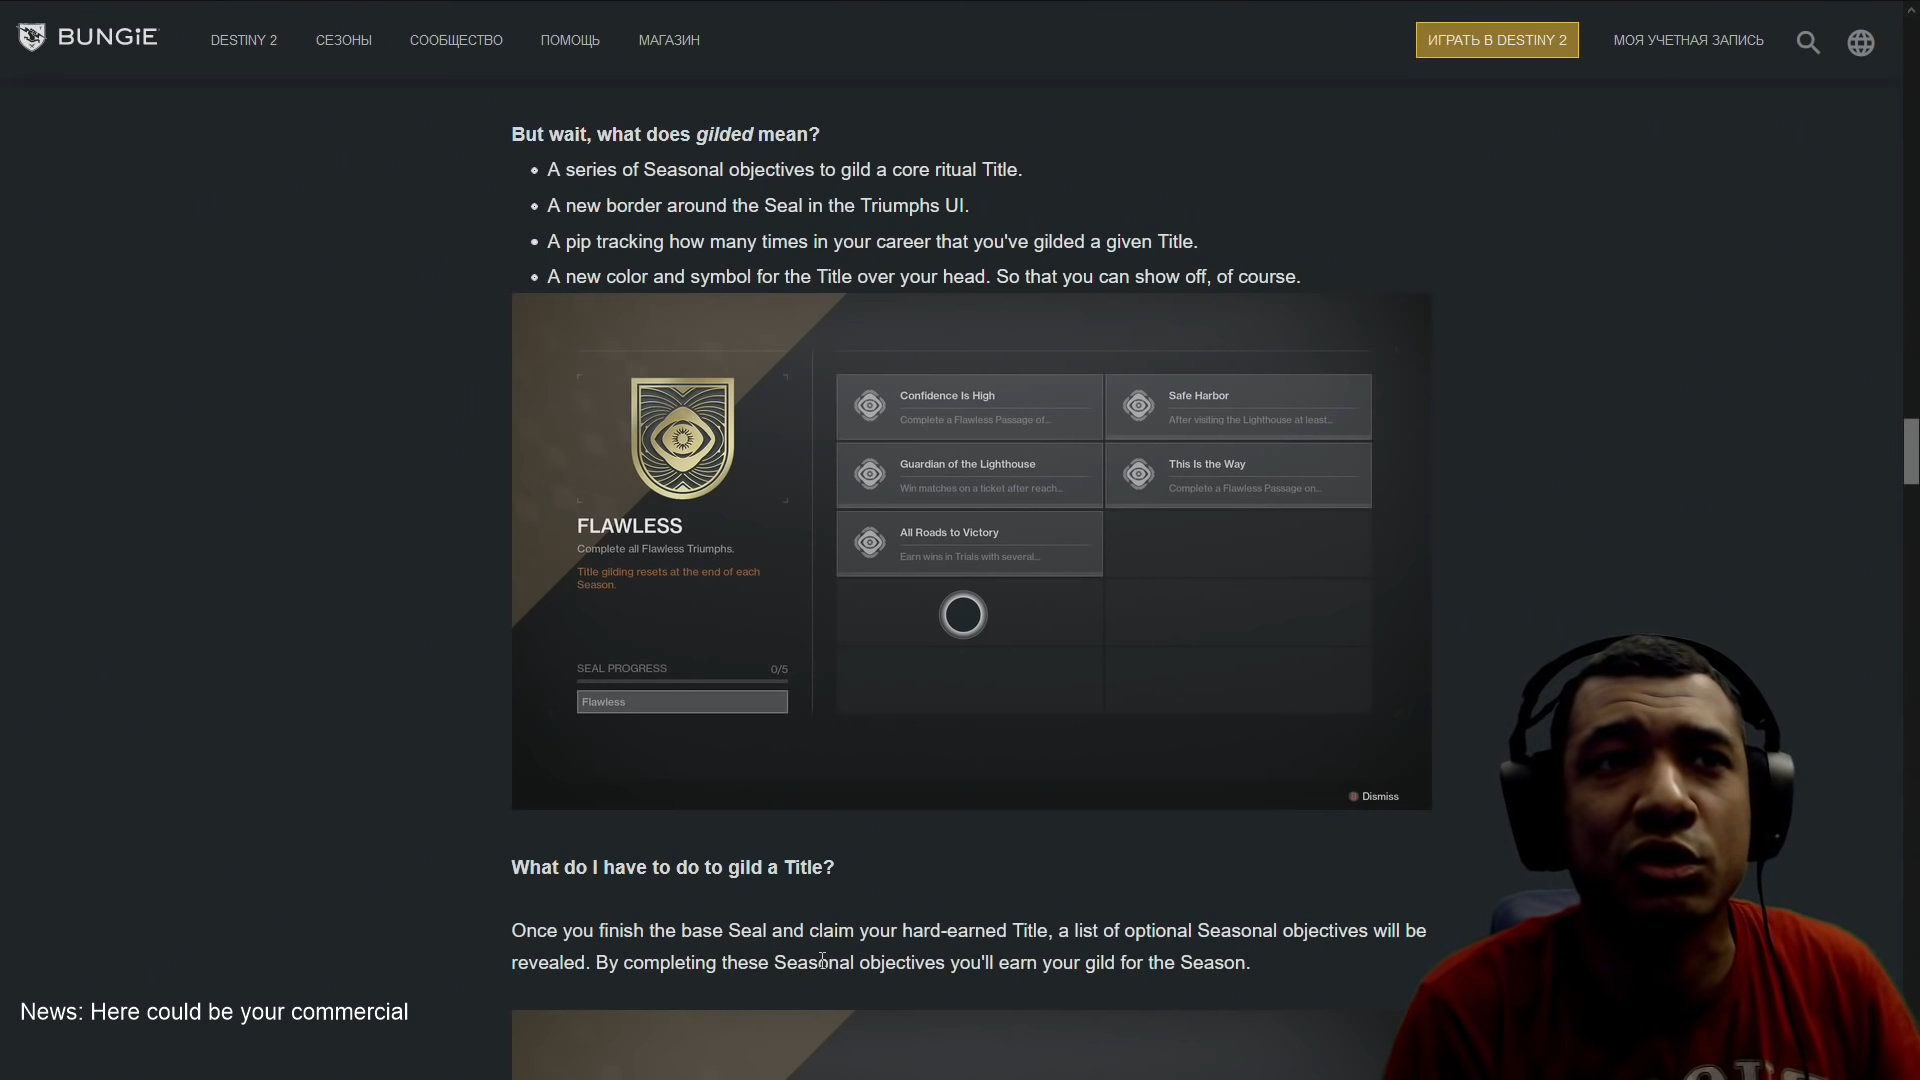 BUNGiE
DESTINY 2
СЕЗОНЫ
СООБЩЕСТВО
ПОМОЩЬ
МАГАЗИН
ИГРАТЬ В DESTINY 2
МОЯ УЧЕТНАЯ ЗАПИСЬ
But wait, what does gilded mean?
• A series of Seasonal objectives to gild a core ritual Title.
• A new border around the Seal in the Triumphs UI.
• A pip tracking how many times in your career that you've gilded a given Title.
• A new color and symbol for the Title over your head. So that you can show off, of course.
FLAWLESS
Complete all Flawless Triumphs.
Title gilding resets at the end of each
Season.
SEAL PROGRESS 0/5
Flawless
Confidence Is High
Complete a Flawless Passage of...
Safe Harbor
After visiting the Lighthouse at least...
Guardian of the Lighthouse
Win matches on a ticket after reach...
This Is the Way
Complete a Flawless Passage on...
All Roads to Victory
Earn wins in Trials with several...
Dismiss
What do I have to do to gild a Title?
Once you finish the base Seal and claim your hard-earned Title, a list of optional Seasonal objectives will be
revealed. By completing these Seasonal objectives you'll earn your gild for the Season.
News: Here could be your commercial